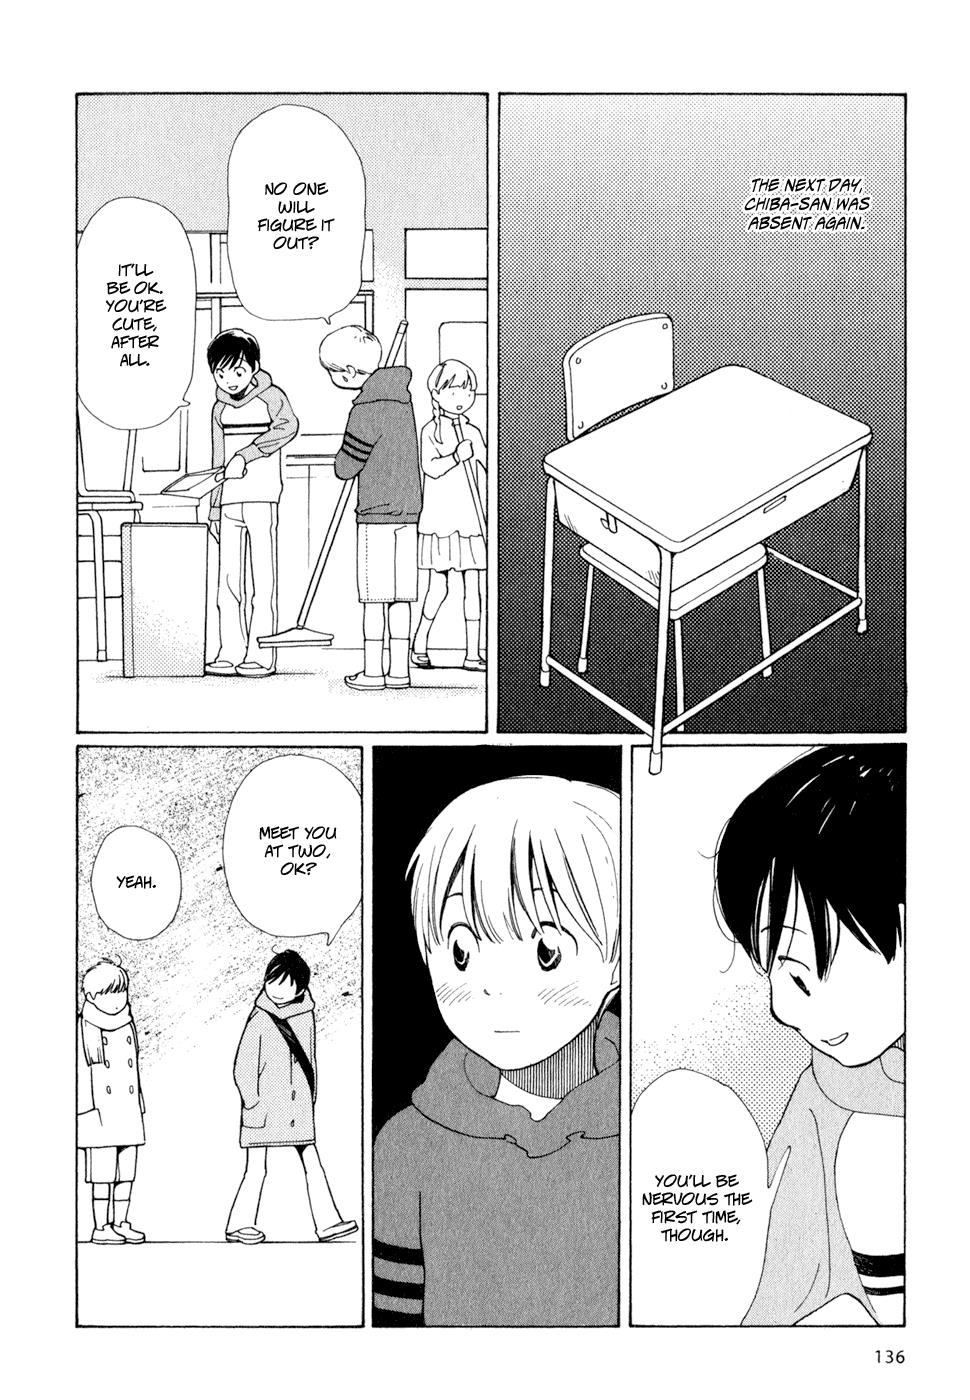 THE NEXT DAY,
CHIBA-SAN WAS
ABSENT AGAIN.
NO ONE
WILL
FIGURE IT
OUT?
IT'LL
BE OK.
YOU'RE
CUTE,
AFTER
ALL.
YOU'LL BE
NERVOUS THE
FIRST TIME,
THOUGH.
MEET YOU
AT TWO,
OK?
YEAH.
136